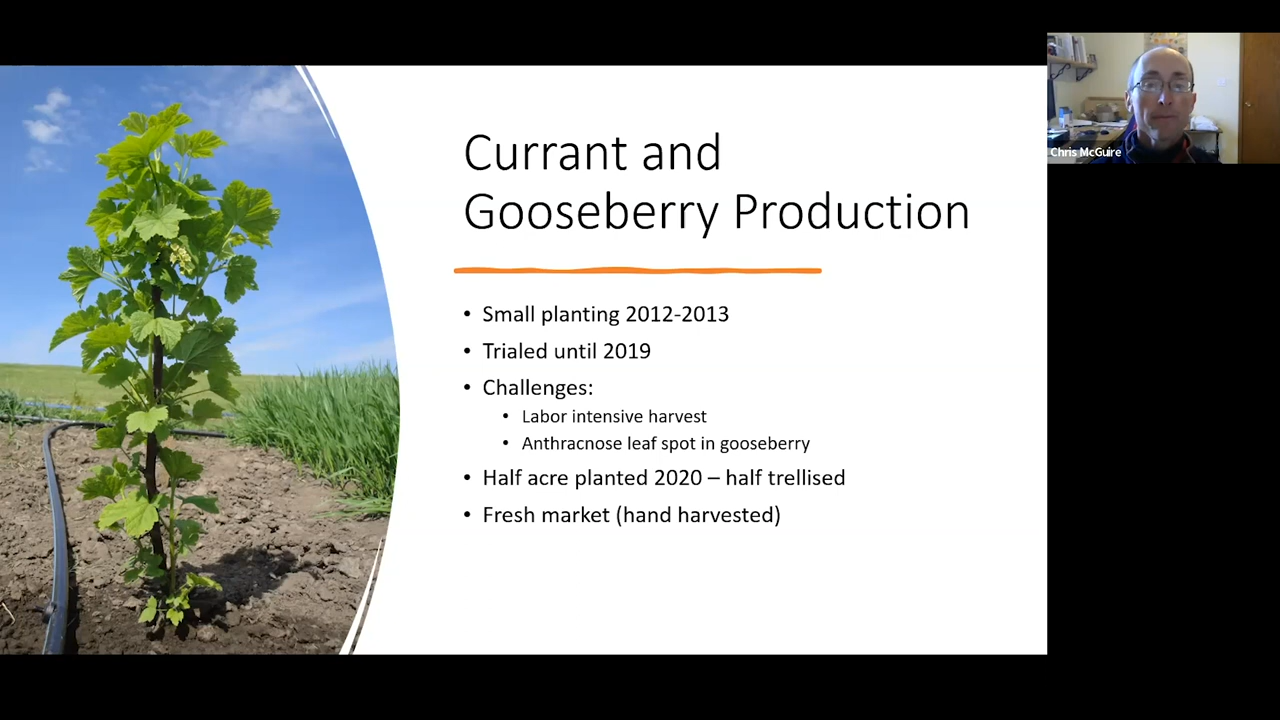 Currant and
Gooseberry Production
• Small planting 2012-2013
• Trialed until 2019
• Challenges:
• Labor intensive harvest
• Anthracnose leaf spot in gooseberry
• Half acre planted 2020 – half trellised
• Fresh market (hand harvested)
Chris McGuire